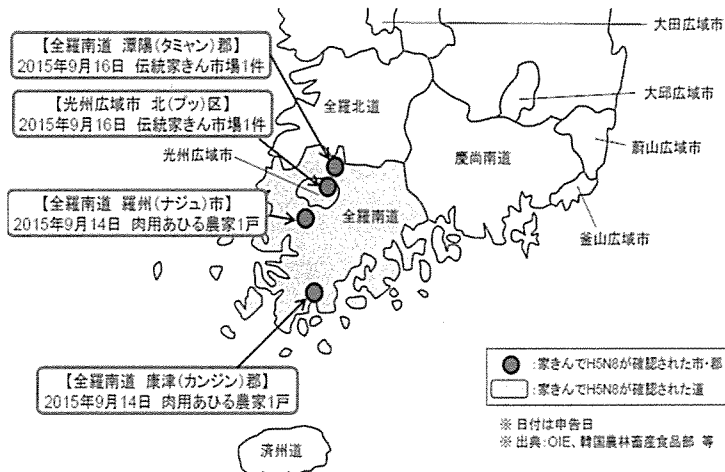 【全羅南道 潭陽(タミャン)郡】
2015年9月16日 伝統家きん市場1件
【光州広域市 北(プッ)区】
2015年9月16日 伝統家きん市場1件
光州広域市
【全羅南道 羅州(ナジュ)市】
2015年9月14日 肉用あひる農家1戸
【全羅南道 康津(カンジン)郡】
2015年9月14日 肉用あひる農家1戸
全羅北道
全羅南道
慶尚南道
大田広域市
大邱広域市
蔚山広域市
釜山広域市
済州道
:家きんでH5N8が確認された市・郡
:家きんでH5N8が確認された道
※ 日付は申告日
※ 出典:OIE、韓国農林畜産食品部 等